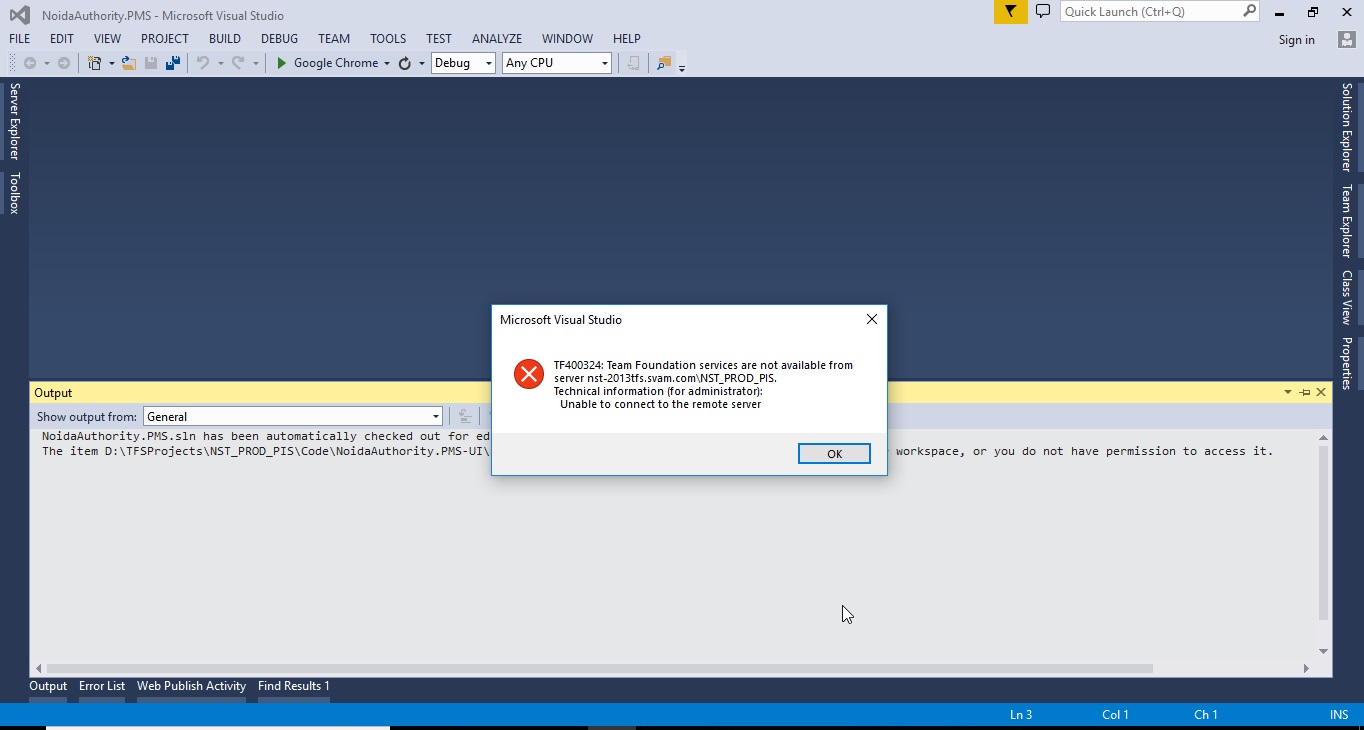 NoidaAuthority.PMS - Microsoft Visual Studio
Quick Launch (Ctrl+Q)
FILE EDIT VIEW PROJECT BUILD DEBUG TEAM TOOLS TEST ANALYZE WINDOW HELP
Sign in
Google Chrome Debug Any CPU
Server Explorer
Toolbox
Solution Explorer
Team Explorer
Class View
Properties
Microsoft Visual Studio
TF400324: Team Foundation services are not available from
server nst-2013tfs.svam.com\NST_PROD_PIS.
Technical information (for administrator):
Unable to connect to the remote server
OK
Output
Show output from: General
NoidaAuthority.PMS.sln has been automatically checked out for ed
The item D:\TFSProjects\NST_PROD_PIS\Code\NoidaAuthority.PMS-UI\ workspace, or you do not have permission to access it.
Output Error List Web Publish Activity Find Results 1
Ln 3 Col 1 Ch 1 INS